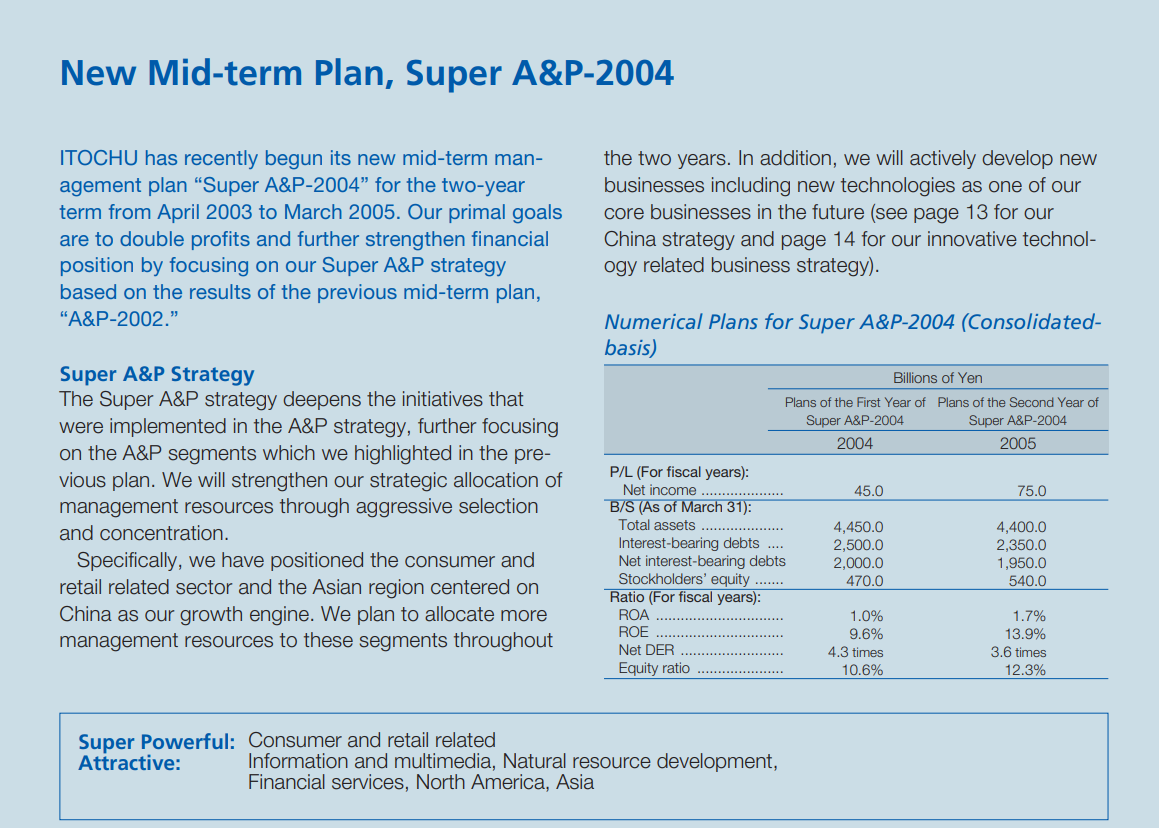 New Mid-term Plan, Super A&P-2004
ITOCHU has recently begun its new mid-term man-
agement plan “Super A&P-2004” for the two-year
term from April 2003 to March 2005. Our primal goals
are to double profits and further strengthen financial
position by focusing on our Super A&P strategy
based on the results of the previous mid-term plan,
“A&P-2002.”
Super A&P Strategy
The Super A&P strategy deepens the initiatives that
were implemented in the A&P strategy, further focusing
on the A&P segments which we highlighted in the pre-
vious plan. We will strengthen our strategic allocation of
management resources through aggressive selection
and concentration.
Specifically, we have positioned the consumer and
retail related sector and the Asian region centered on
China as our growth engine. We plan to allocate more
management resources to these segments throughout
the two years. In addition, we will actively develop new
businesses including new technologies as one of our
core businesses in the future (see page 13 for our
China strategy and page 14 for our innovative technol-
ogy related business strategy).
Numerical Plans for Super A&P-2004 (Consolidated-
basis)
Billions of Yen
Plans of the First Year of Plans of the Second Year of
Super A&P-2004 Super A&P-2004
2004 2005
P/L (For fiscal years):
Net income .................... 45.0 75.0
B/S (As of March 31):
Total assets .................... 4,450.0 4,400.0
Interest-bearing debts .... 2,500.0 2,350.0
Net interest-bearing debts 2,000.0 1,950.0
Stockholders’ equity ....... 470.0 540.0
Ratio (For fiscal years):
ROA ............................... 1.0% 1.7%
ROE ............................... 9.6% 13.9%
Net DER ......................... 4.3 times 3.6 times
Equity ratio ..................... 10.6% 12.3%
Super Powerful: Consumer and retail related
Attractive: Information and multimedia, Natural resource development,
Financial services, North America, Asia